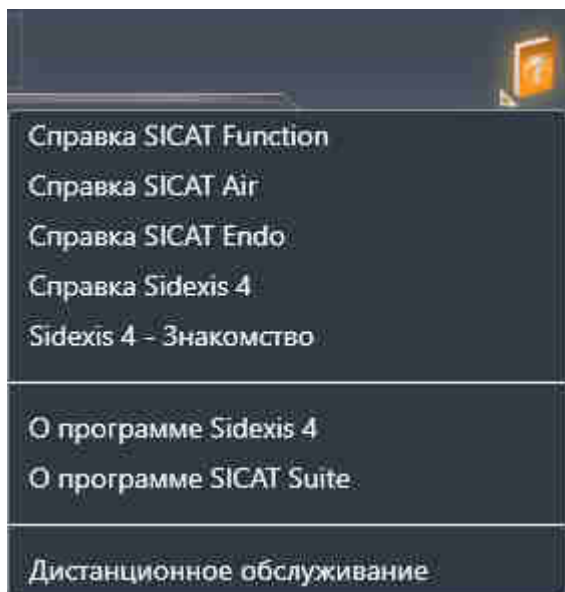 Справка SICAT Function
Справка SICAT Air
Справка SICAT Endo
Справка Sidexis 4
Sidexis 4 - Знакомство
О программе Sidexis 4
О программе SICAT Suite
Дистанционное обслуживание